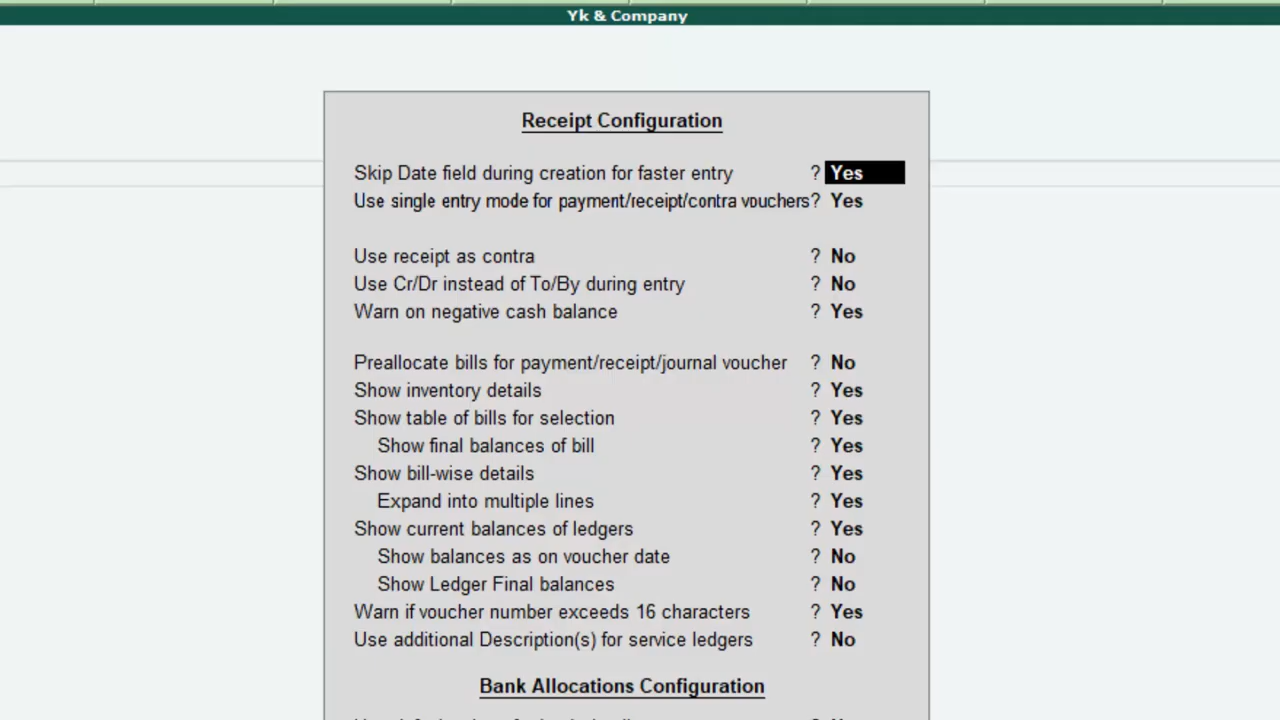 Yk & Company
Receipt Configuration
Skip Date field during creation for faster entry ? Yes
Use single entry mode for payment/receipt/contra vouchers? Yes
Use receipt as contra ? No
Use Cr/Dr instead of To/By during entry ? No
Warn on negative cash balance ? Yes
Preallocate bills for payment/receipt/journal voucher ? No
Show inventory details ? Yes
Show table of bills for selection ? Yes
Show final balances of bill ? Yes
Show bill-wise details ? Yes
Expand into multiple lines ? Yes
Show current balances of ledgers ? Yes
Show balances as on voucher date ? No
Show Ledger Final balances ? No
Warn if voucher number exceeds 16 characters ? Yes
Use additional Description(s) for service ledgers ? No
Bank Allocations Configuration